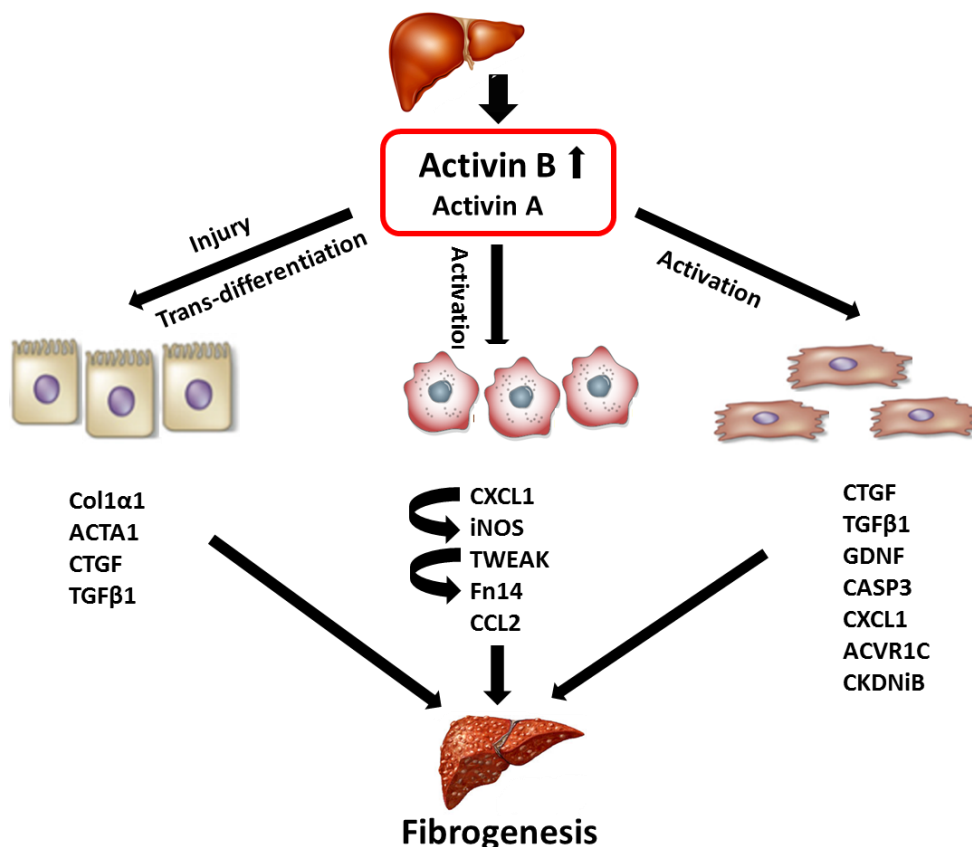 Activin B
Activin A
Injury
Trans-differentiation
Activation
Activation
Col1α1
ACTA1
CTGF
TGFβ1
CXCL1
iNOS
TWEAK
Fn14
CCL2
CTGF
TGFβ1
GDNF
CASP3
CXCL1
ACVR1C
CKDNiB
Fibrogenesis